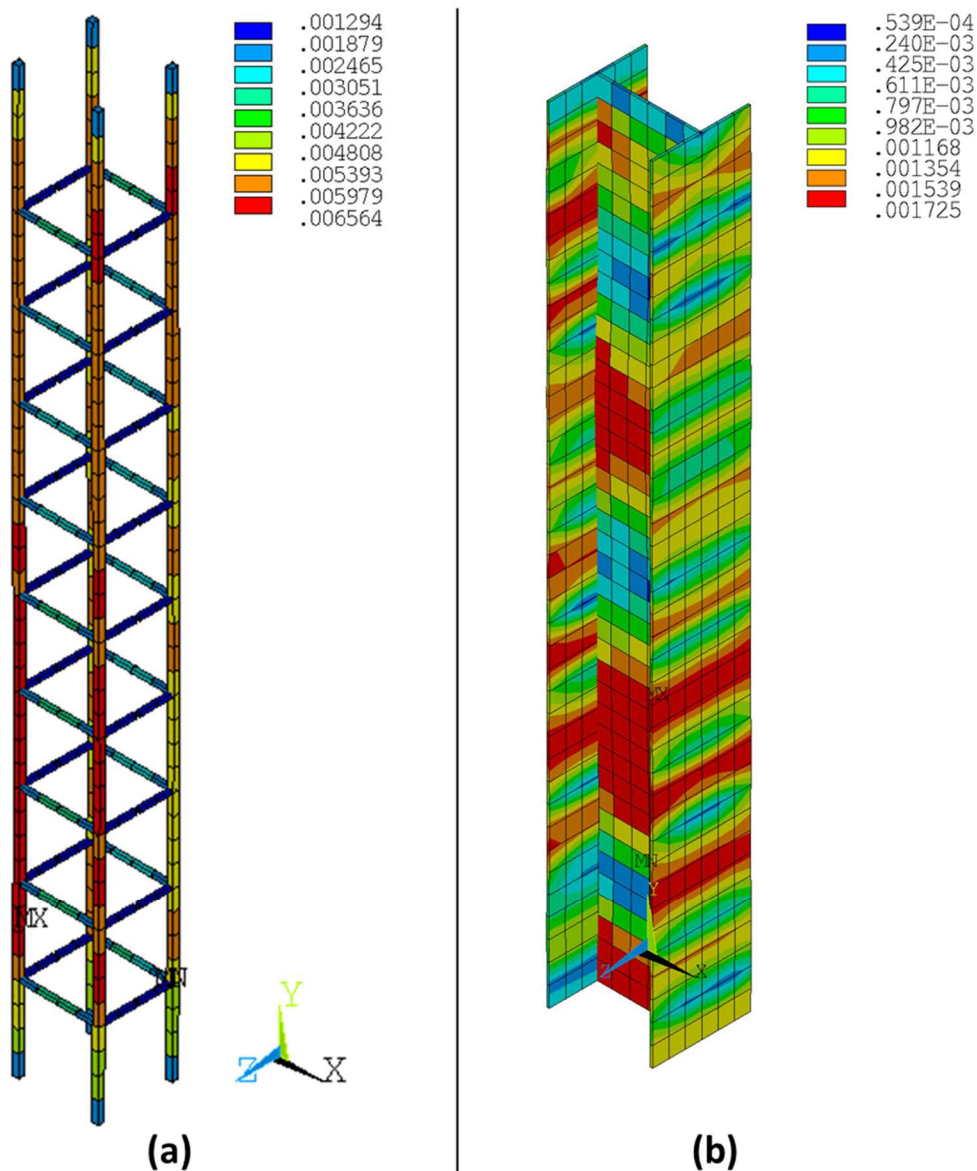 .001294
.001879
.002465
.003051
.003636
.004222
.004808
.005393
.005979
.006564
MX
MN
Y
Z
X
(a)
.539E-04
.240E-03
.425E-03
.611E-03
.797E-03
.982E-03
.001168
.001354
.001539
.001725
MX
MN
Y
Z
X
(b)